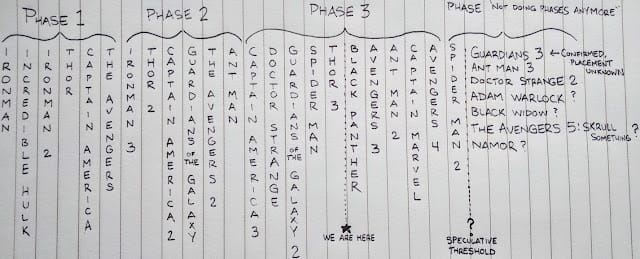 PHASE 1
IRONMAN
INCREDIBLE HULK
IRONMAN 2
THOR
CAPTAIN AMERICA
THE AVENGERS
PHASE 2
IRONMAN 3
THOR 2
CAPTAIN AMERICA 2
GUARDIANS OF THE GALAXY
THE AVENGERS 2
ANT MAN
PHASE 3
CAPTAIN AMERICA 3
DOCTOR STRANGE
GUARDIANS OF THE GALAXY 2
SPIDER MAN
THOR 3
BLACK PANTHER
AVENGERS 3
ANT MAN 2
CAPTAIN MARVEL
AVENGERS 4
WE ARE HERE
PHASE "NOT DOING PHASES ANYMORE"
SPIDER MAN 2
?
SPECULATIVE
THRESHOLD
GUARDIANS 3 ← CONFIRMED, PLACEMENT UNKNOWN
ANT MAN 3
DOCTOR STRANGE 2
ADAM WARLOCK?
BLACK WIDOW?
THE AVENGERS 5: SKRULL SOMETHING?
NAMOR?